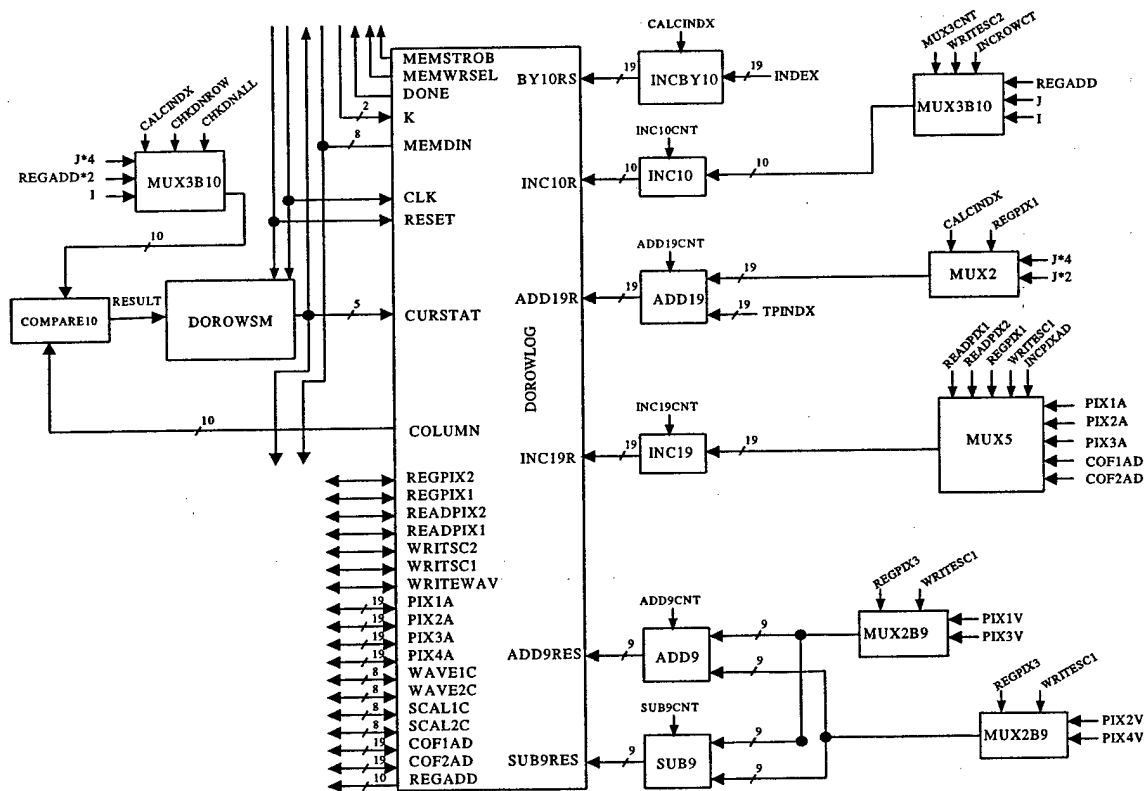 CALCINDX
MEMSTROB
MEMWRSEL
DONE
K
2
MEMDIN
8
CLK
RESET
CURSTAT
5
COLUMN
10
REGPIX2
REGPIX1
READPIX2
READPIX1
WRITSC2
WRITSC1
WRITEWAV
19 PIX1A
19 PIX2A
19 PIX3A
19 PIX4A
8 WAVE1C
8 WAVE2C
8 SCAL1C
8 SCAL2C
19 COF1AD
19 COF2AD
10 REGADD
DOROWLOG
CALCINDX
CHKDNROW
CHKDNALL
J*4
REGADD*2
I
MUX3B10
10
COMPARE10
RESULT
DOROWSM
BY10RS
19
INCBY10
19
INDEX
MUX3CNT
WRITESC2
INCROWCT
MUX3B10
REGADD
J
I
INC10CNT
INC10R
10
INC10
10
CALCINDX
REGPIX1
MUX2
J*4
J*2
ADD19CNT
ADD19R
19
ADD19
19
19
TPINDX
READPIX1
READPIX2
REGPIX1
WRITESC1
INCPIXAD
MUX5
PIX1A
PIX2A
PIX3A
COF1AD
COF2AD
INC19CNT
INC19R
19
INC19
19
REGPIX3
WRITESC1
MUX2B9
PIX1V
PIX3V
ADD9CNT
ADD9RES
9
ADD9
9
9
REGPIX3
WRITESC1
MUX2B9
PIX2V
PIX4V
SUB9CNT
SUB9RES
9
SUB9
9
9